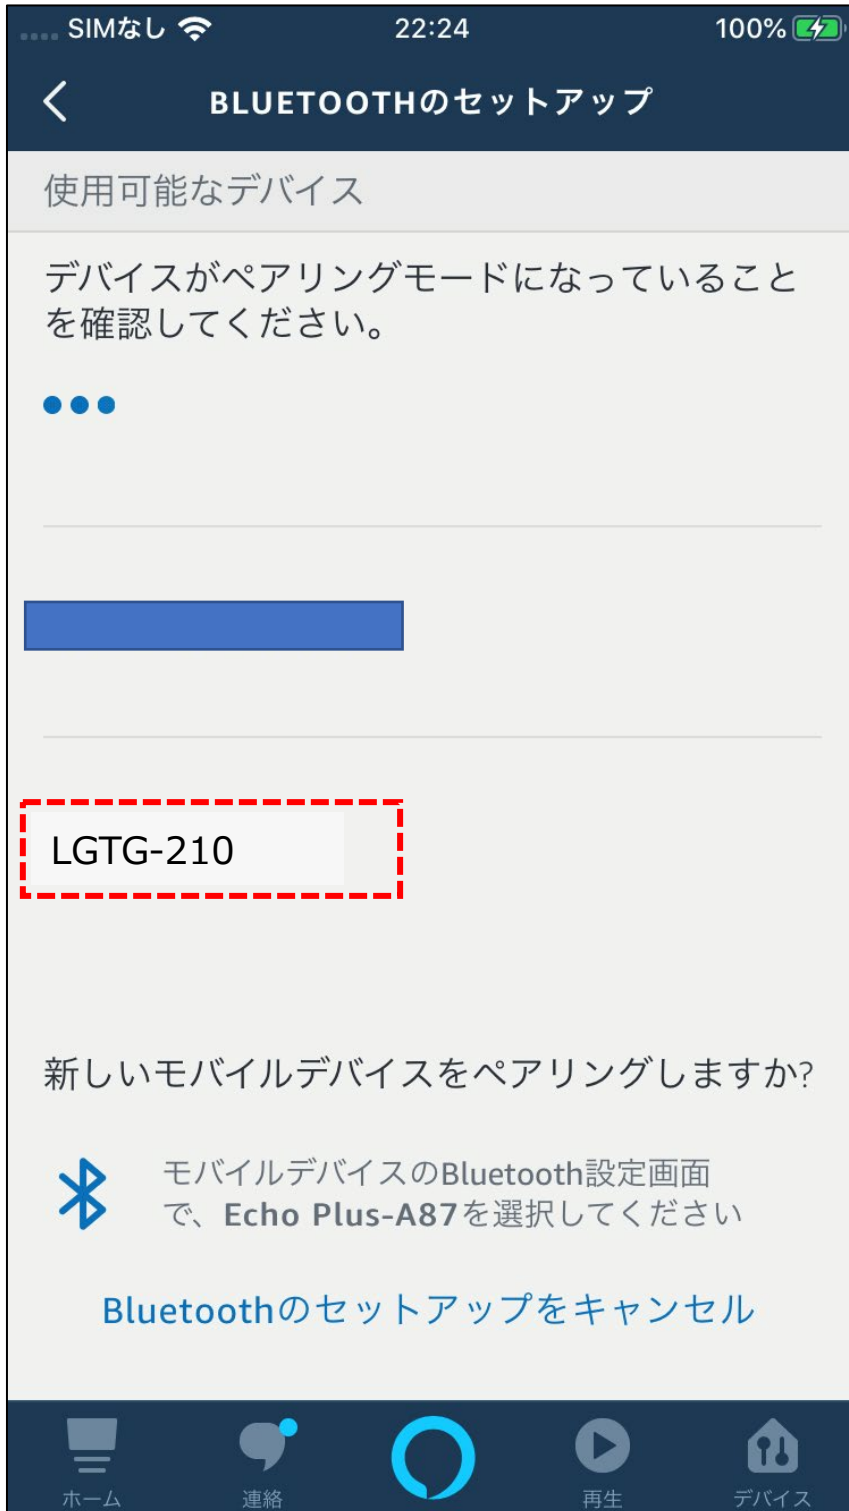 SIMなし 22:24 100%
BLUETOOTHのセットアップ
使用可能なデバイス
デバイスがペアリングモードになっていること
を確認してください。
LGTG-210
新しいモバイルデバイスをペアリングしますか?
モバイルデバイスのBluetooth設定画面
で、Echo Plus-A87を選択してください
Bluetoothのセットアップをキャンセル
ホーム 連絡 再生 デバイス